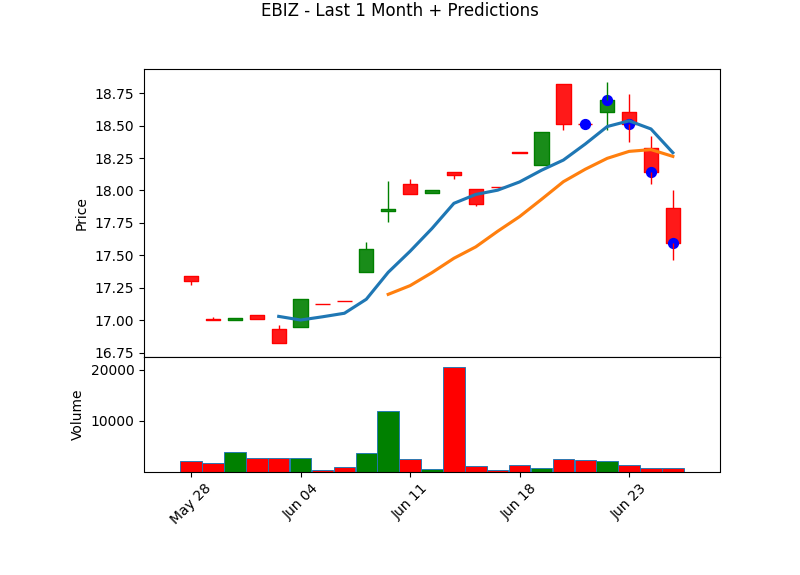 EBIZ - Last 1 Month + Predictions
18.75
18.50
18.25
18.00
17.75
17.50
17.25
17.00
16.75
Price
20000
10000
Volume
May 28
Jun 04
Jun 11
Jun 18
Jun 23